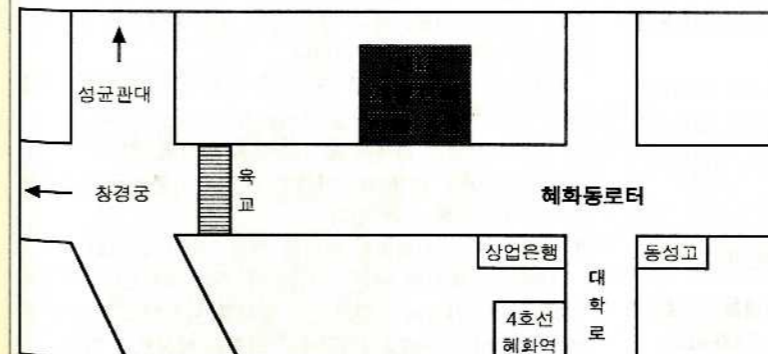 성균관대
창경궁
육교
혜화동로터
상업은행
동성고
대학로
4호선
혜화역